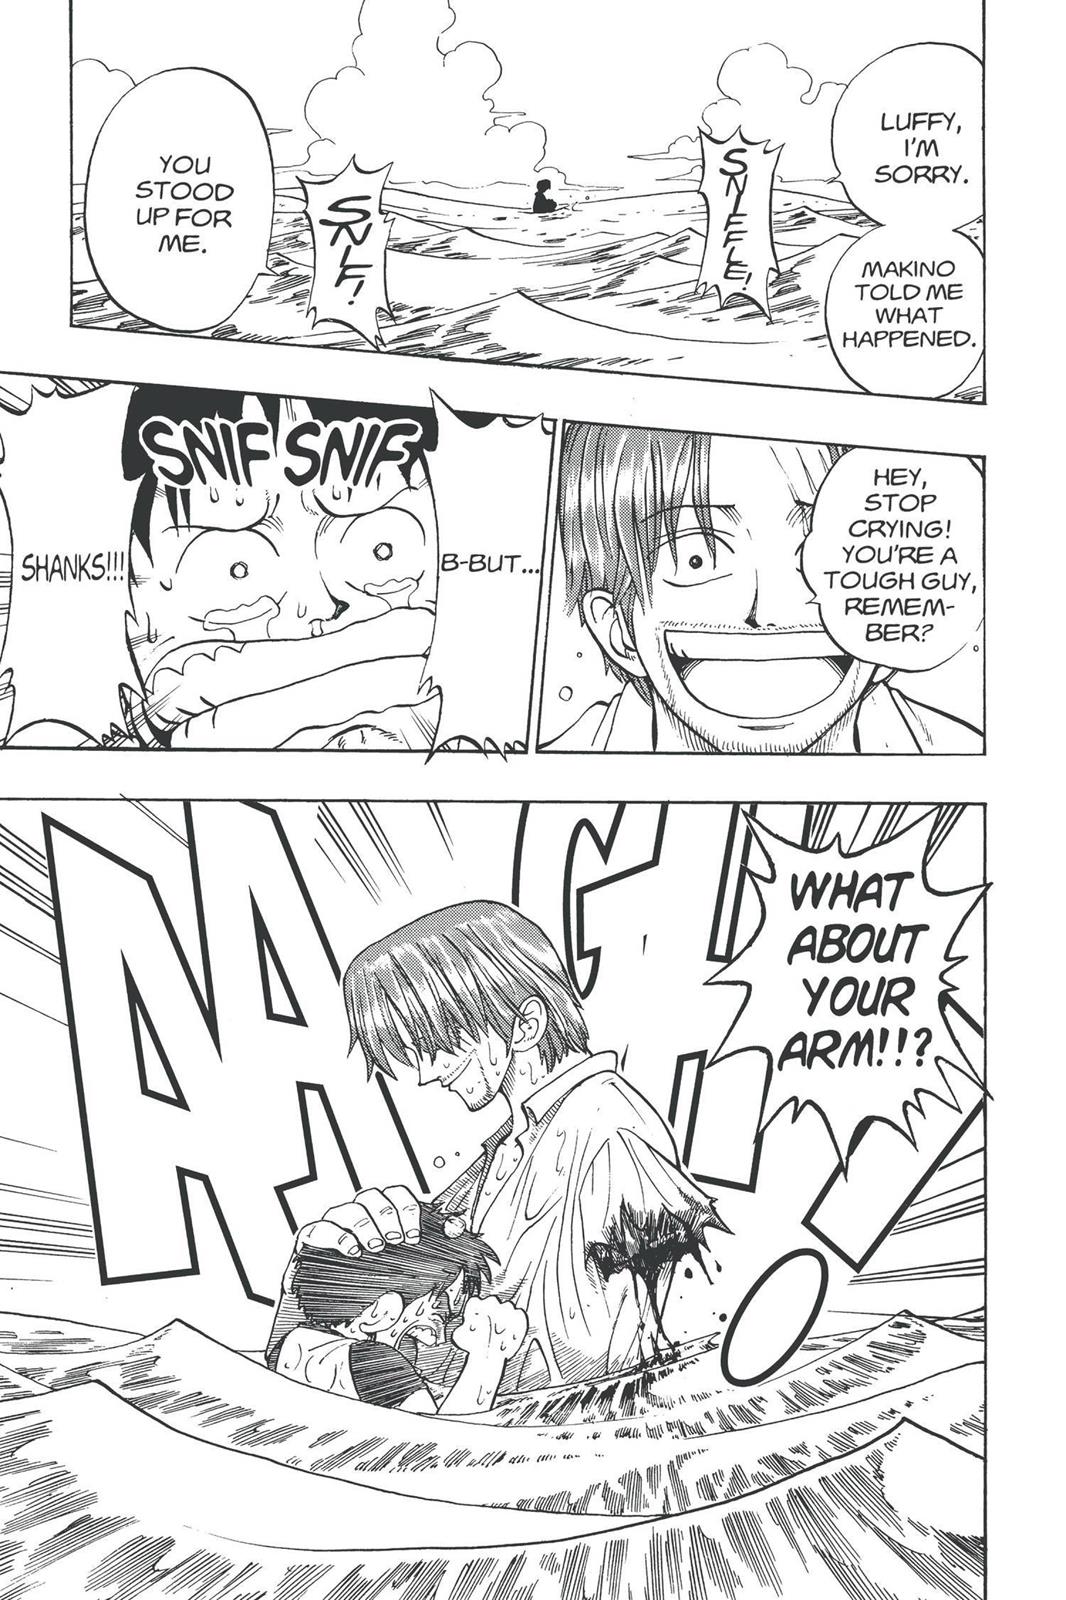 LUFFY,
I'M
SORRY.
MAKINO
TOLD ME
WHAT
HAPPENED.
SNIFFLE!
SNIF!
YOU
STOOD
UP FOR
ME.
HEY,
STOP
CRYING!
YOU'RE A
TOUGH GUY,
REMEM-
BER?
B-BUT...
SNIF SNIF
SHANKS!!!
WHAT
ABOUT
YOUR
ARM!!?